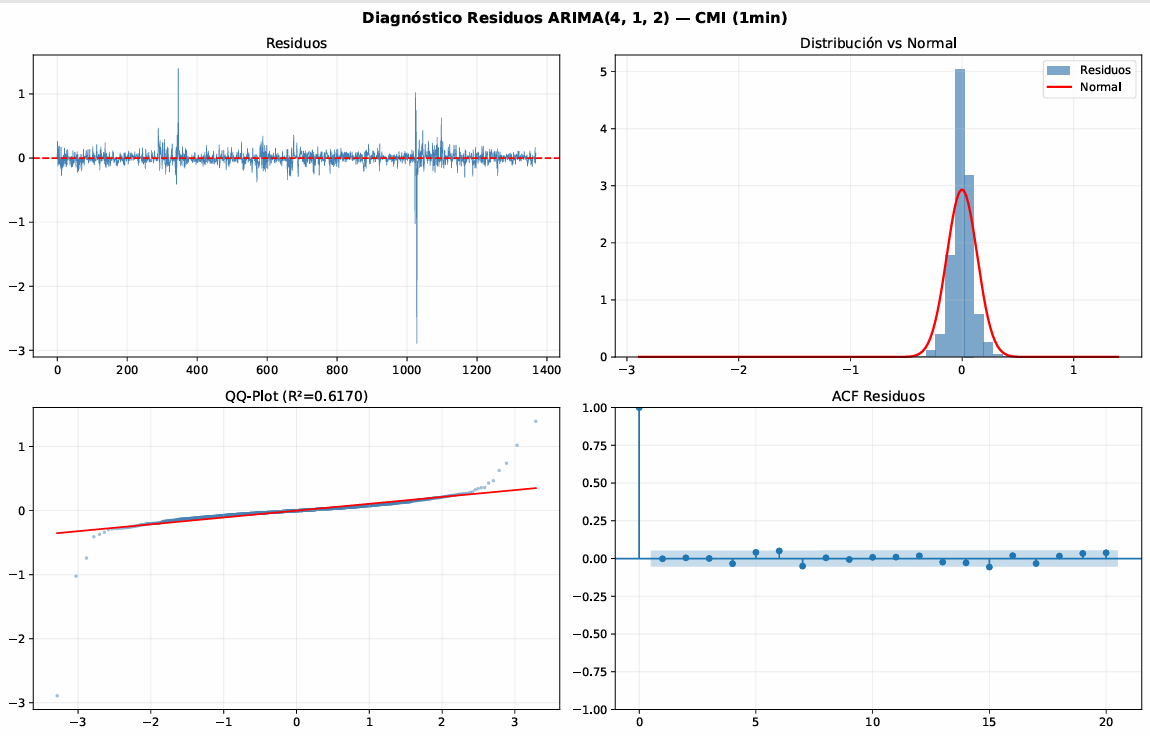 Diagnóstico Residuos ARIMA(4, 1, 2) — CMI (1min)
Residuos
1
0
−1
−2
−3
0 200 400 600 800 1000 1200 1400
Distribución vs Normal
Residuos
Normal
5
4
3
2
1
0
−3 −2 −1 0 1
QQ-Plot (R²=0.6170)
1
0
−1
−2
−3
−3 −2 −1 0 1 2 3
ACF Residuos
1.00
0.75
0.50
0.25
0.00
−0.25
−0.50
−0.75
−1.00
0 5 10 15 20